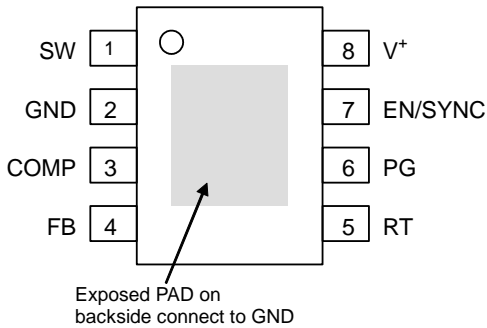 SW 1 8 V+
GND 2 7 EN/SYNC
COMP 3 6 PG
FB 4 5 RT
Exposed PAD on
backside connect to GND